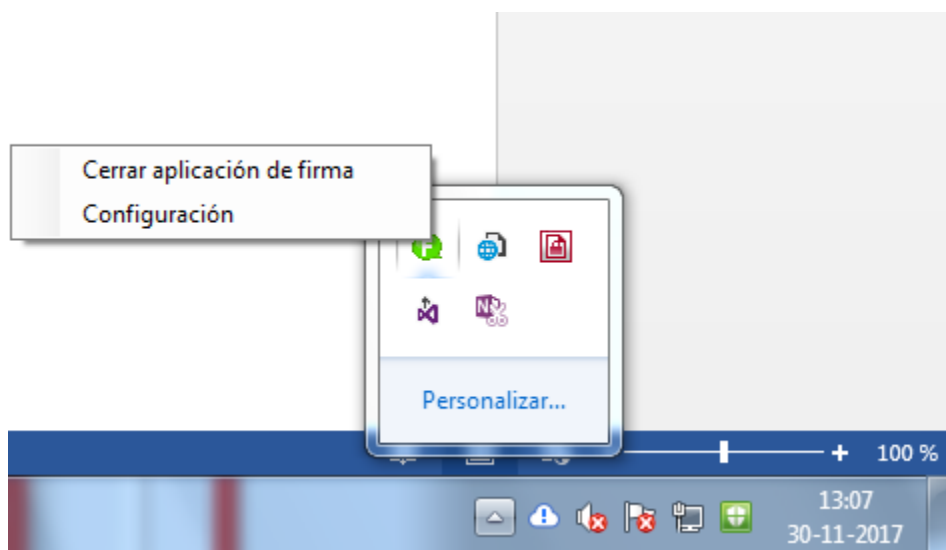 Cerrar aplicación de firma
Configuración
Personalizar...
100 %
13:07
30-11-2017